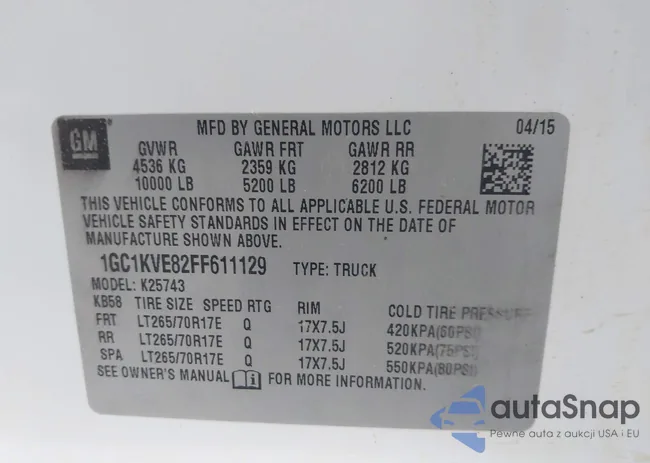 GM
MFD BY GENERAL MOTORS LLC 04/15
GVWR GAWR FRT GAWR RR
4536 KG 2359 KG 2812 KG
10000 LB 5200 LB 6200 LB
THIS VEHICLE CONFORMS TO ALL APPLICABLE U.S. FEDERAL MOTOR
VEHICLE SAFETY STANDARDS IN EFFECT ON THE DATE OF
MANUFACTURE SHOWN ABOVE.
1GC1KVE82FF611129 TYPE: TRUCK
MODEL: K25743
KB58 TIRE SIZE SPEED RTG RIM COLD TIRE PRESSURE
FRT LT265/70R17E Q 17X7.5J 420KPA(60PSI)
RR LT265/70R17E Q 17X7.5J 520KPA(75PSI)
SPA LT265/70R17E Q 17X7.5J 550KPA(80PSI)
SEE OWNER'S MANUAL FOR MORE INFORMATION.
autaSnap
Pewne auta z aukcji USA i EU